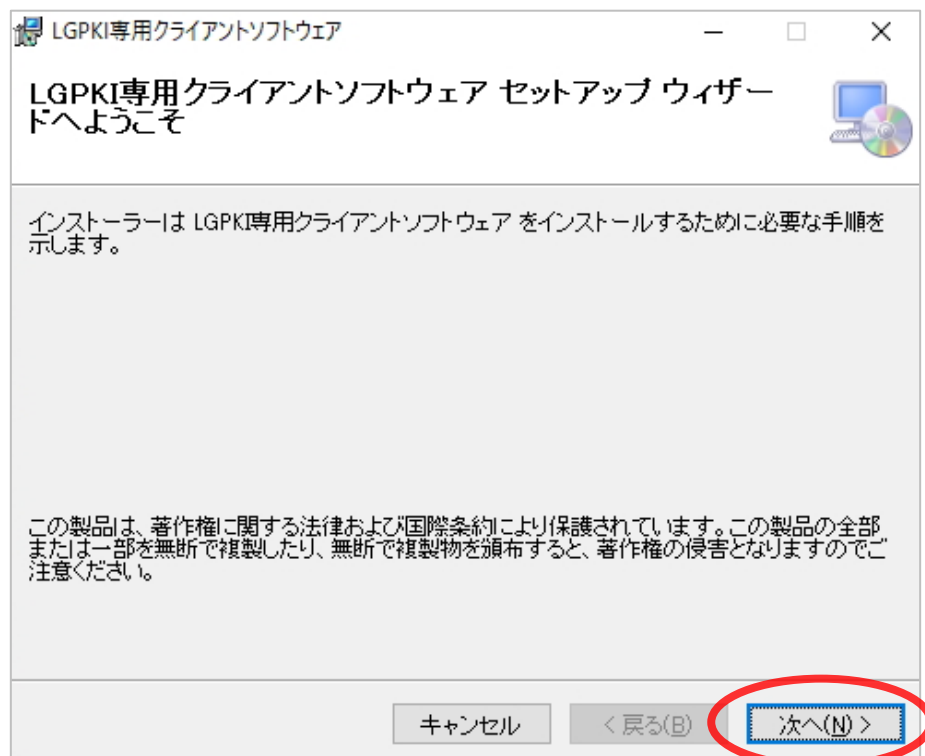 LGPKI専用クライアントソフトウェア
LGPKI専用クライアントソフトウェア セットアップ ウィザー
ドへようこそ
インストーラーは LGPKI専用クライアントソフトウェア をインストールするために必要な手順を
示します。
この製品は、著作権に関する法律および国際条約により保護されています。この製品の全部
または一部を無断で複製したり、無断で複製物を頒布すると、著作権の侵害となりますのでご
注意ください。
キャンセル
< 戻る(B)
次へ(N) >